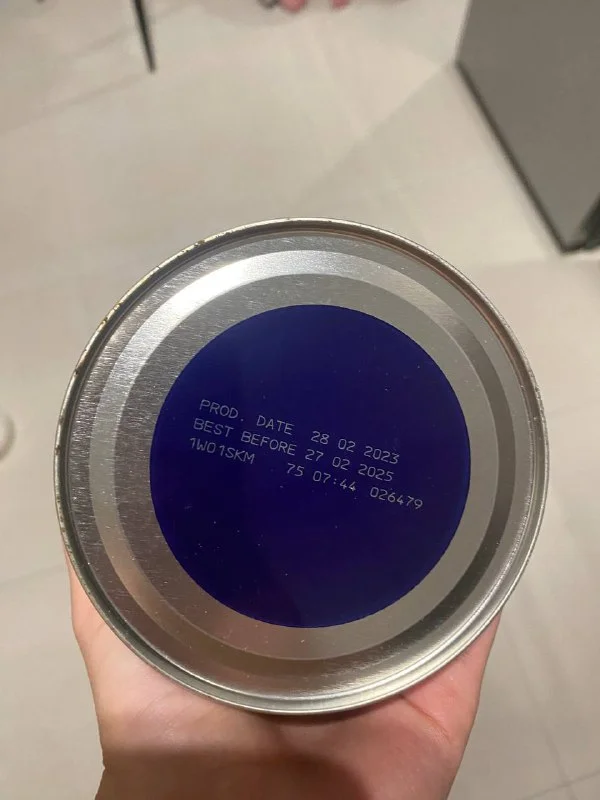 PROD. DATE 28 02 2023
BEST BEFORE 27 02 2025
1W01SKM 75 07:44 026479